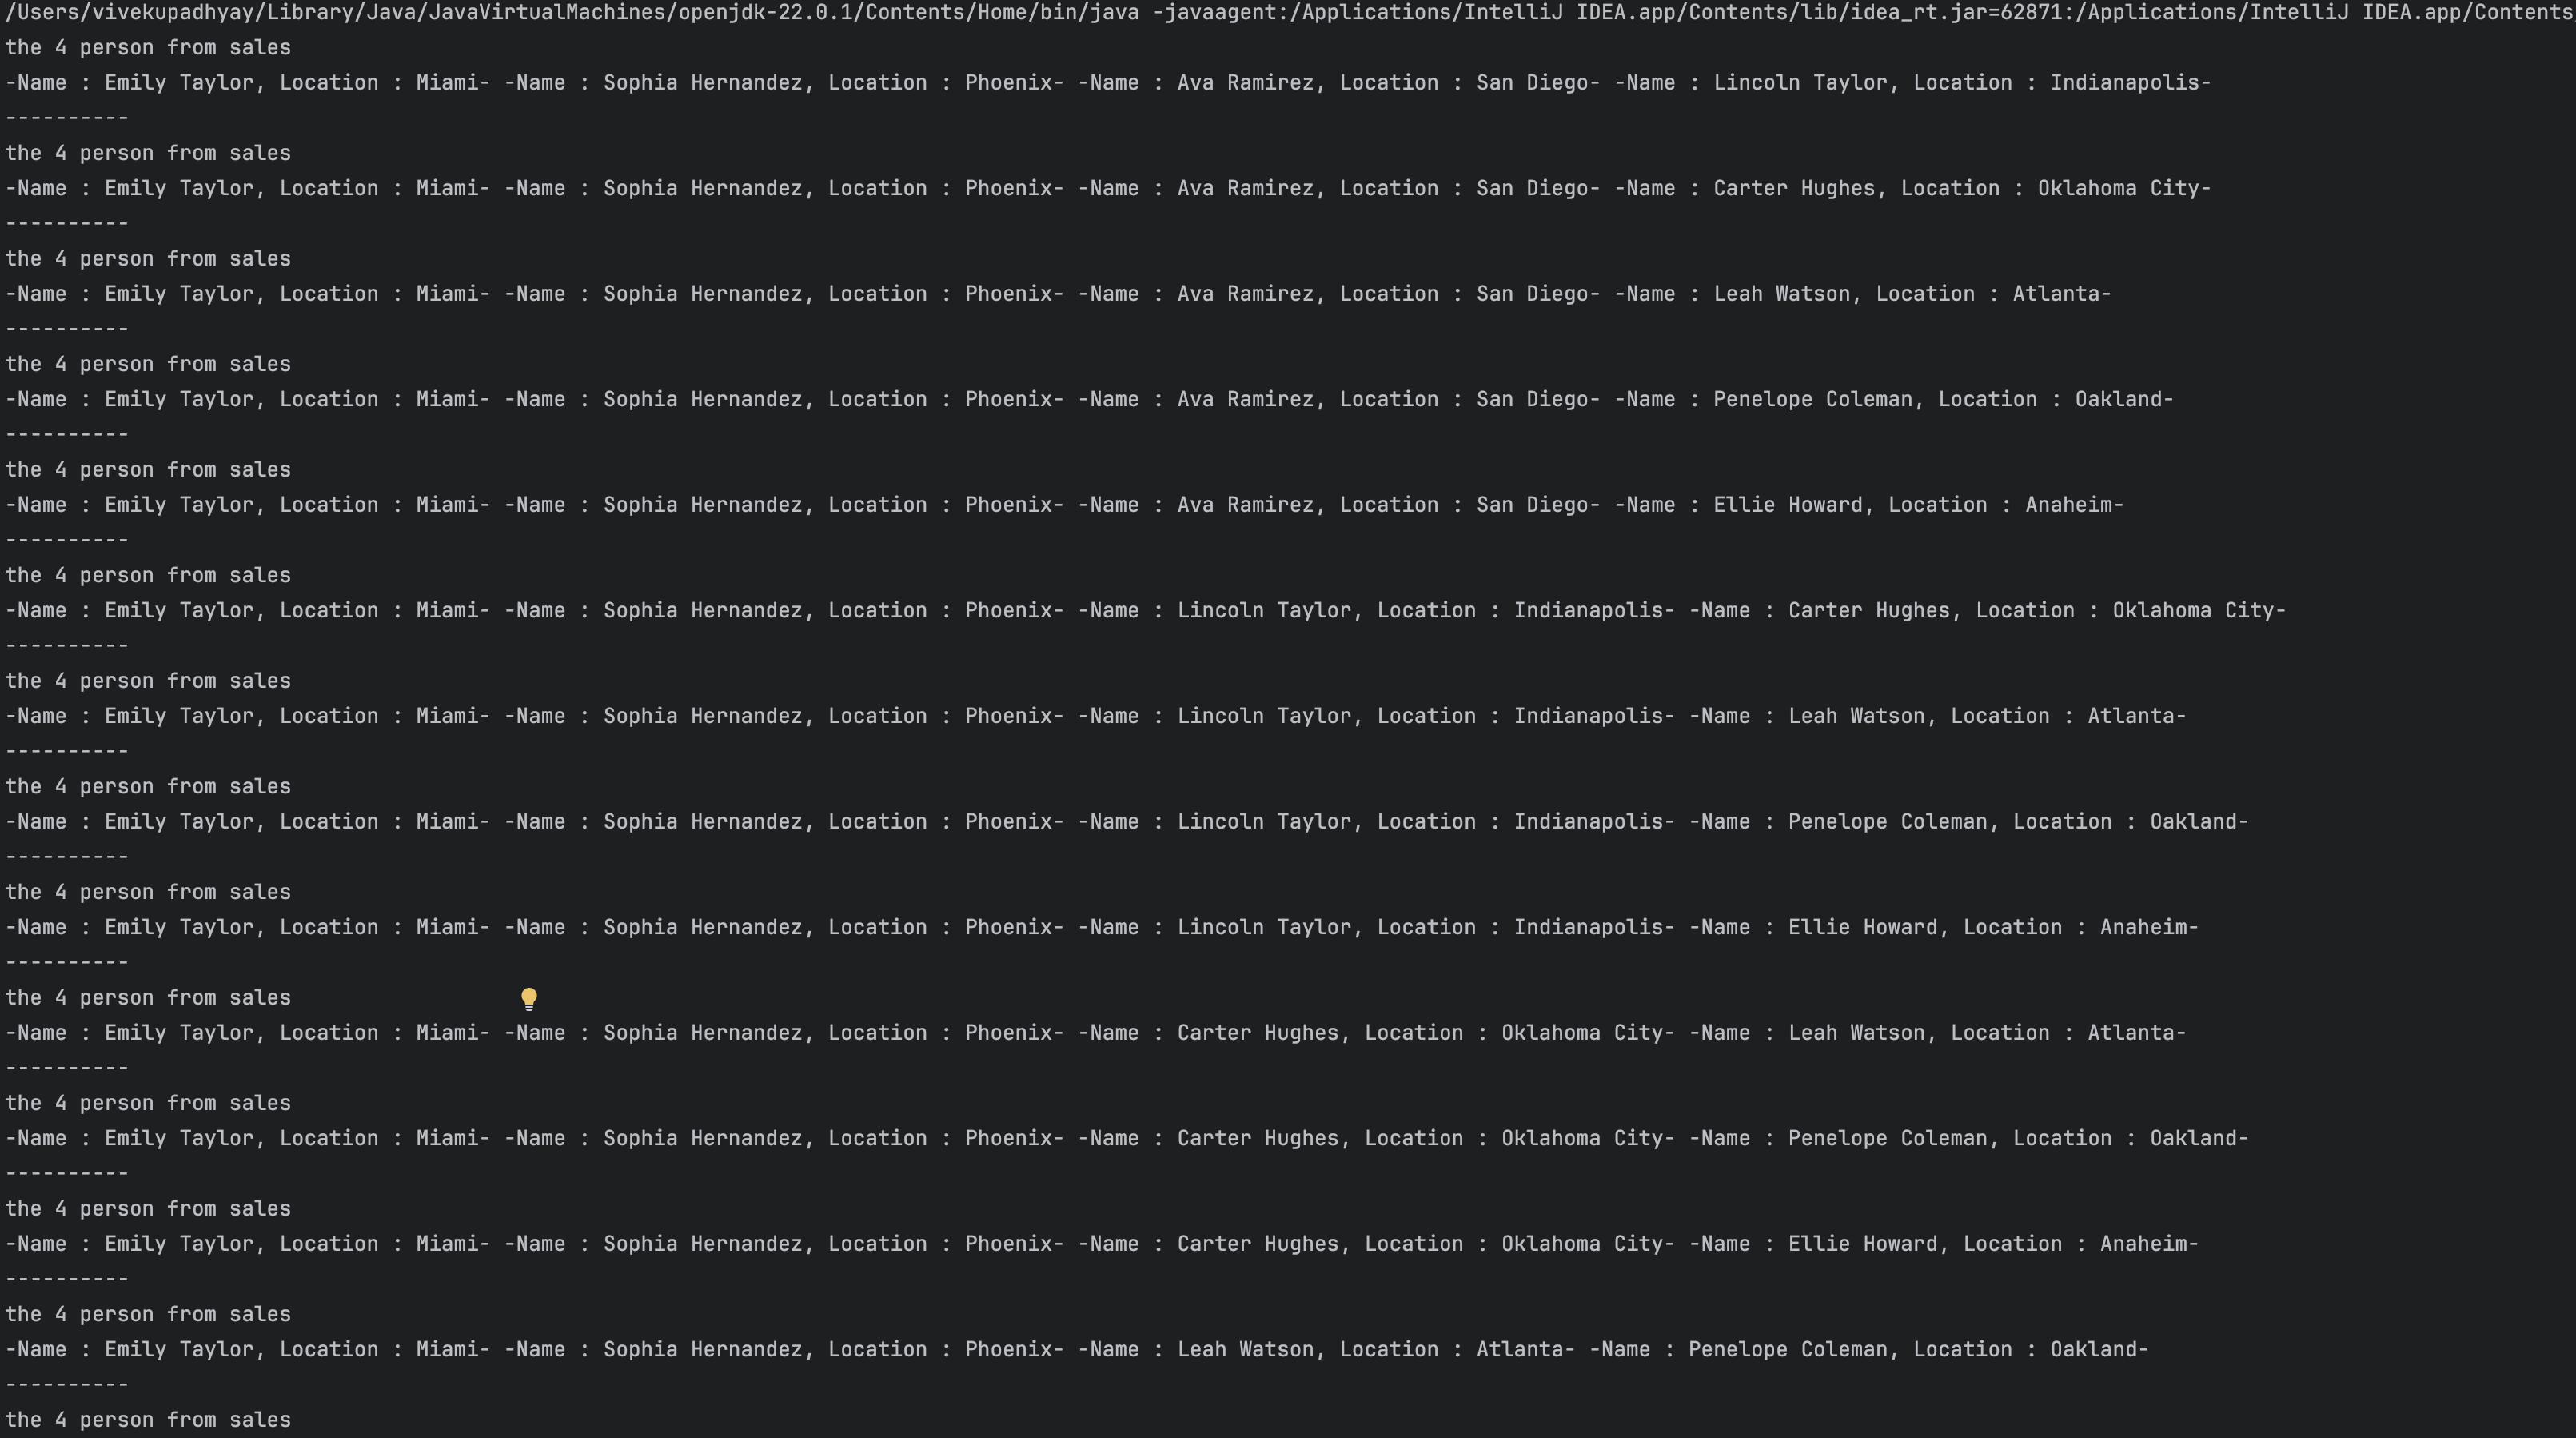 /Users/vivekupadhyay/Library/Java/JavaVirtualMachines/openjdk-22.0.1/Contents/Home/bin/java -javaagent:/Applications/IntelliJ IDEA.app/Contents/lib/idea_rt.jar=62871:/Applications/IntelliJ IDEA.app/Contents
the 4 person from sales
-Name : Emily Taylor, Location : Miami- -Name : Sophia Hernandez, Location : Phoenix- -Name : Ava Ramirez, Location : San Diego- -Name : Lincoln Taylor, Location : Indianapolis-
----------
the 4 person from sales
-Name : Emily Taylor, Location : Miami- -Name : Sophia Hernandez, Location : Phoenix- -Name : Ava Ramirez, Location : San Diego- -Name : Carter Hughes, Location : Oklahoma City-
----------
the 4 person from sales
-Name : Emily Taylor, Location : Miami- -Name : Sophia Hernandez, Location : Phoenix- -Name : Ava Ramirez, Location : San Diego- -Name : Leah Watson, Location : Atlanta-
----------
the 4 person from sales
-Name : Emily Taylor, Location : Miami- -Name : Sophia Hernandez, Location : Phoenix- -Name : Ava Ramirez, Location : San Diego- -Name : Penelope Coleman, Location : Oakland-
----------
the 4 person from sales
-Name : Emily Taylor, Location : Miami- -Name : Sophia Hernandez, Location : Phoenix- -Name : Ava Ramirez, Location : San Diego- -Name : Ellie Howard, Location : Anaheim-
----------
the 4 person from sales
-Name : Emily Taylor, Location : Miami- -Name : Sophia Hernandez, Location : Phoenix- -Name : Lincoln Taylor, Location : Indianapolis- -Name : Carter Hughes, Location : Oklahoma City-
----------
the 4 person from sales
-Name : Emily Taylor, Location : Miami- -Name : Sophia Hernandez, Location : Phoenix- -Name : Lincoln Taylor, Location : Indianapolis- -Name : Leah Watson, Location : Atlanta-
----------
the 4 person from sales
-Name : Emily Taylor, Location : Miami- -Name : Sophia Hernandez, Location : Phoenix- -Name : Lincoln Taylor, Location : Indianapolis- -Name : Penelope Coleman, Location : Oakland-
----------
the 4 person from sales
-Name : Emily Taylor, Location : Miami- -Name : Sophia Hernandez, Location : Phoenix- -Name : Lincoln Taylor, Location : Indianapolis- -Name : Ellie Howard, Location : Anaheim-
----------
the 4 person from sales
-Name : Emily Taylor, Location : Miami- -Name : Sophia Hernandez, Location : Phoenix- -Name : Carter Hughes, Location : Oklahoma City- -Name : Leah Watson, Location : Atlanta-
----------
the 4 person from sales
-Name : Emily Taylor, Location : Miami- -Name : Sophia Hernandez, Location : Phoenix- -Name : Carter Hughes, Location : Oklahoma City- -Name : Penelope Coleman, Location : Oakland-
----------
the 4 person from sales
-Name : Emily Taylor, Location : Miami- -Name : Sophia Hernandez, Location : Phoenix- -Name : Carter Hughes, Location : Oklahoma City- -Name : Ellie Howard, Location : Anaheim-
----------
the 4 person from sales
-Name : Emily Taylor, Location : Miami- -Name : Sophia Hernandez, Location : Phoenix- -Name : Leah Watson, Location : Atlanta- -Name : Penelope Coleman, Location : Oakland-
----------
the 4 person from sales